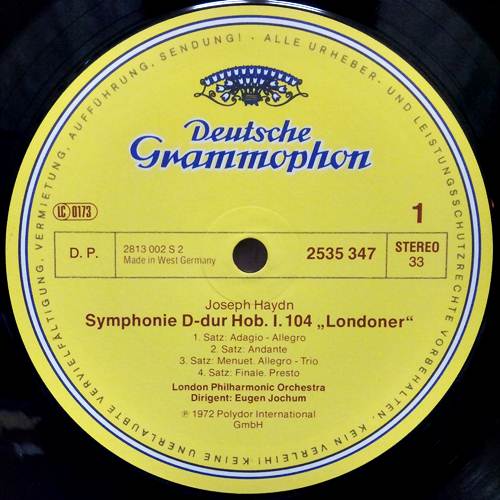 ALLE URHEBER- UND LEISTUNGSSCHUTZRECHTE VORBEHALTEN. KEIN VERLEIH! KEINE UNERLAUBTE VERVIELFÄLTIGUNG, VERMIETUNG, AUFFÜHRUNG, SENDUNG! ·
Deutsche
Grammophon
LC 0173
1
D. P.
2813 002 S 2
Made in West Germany
2535 347
STEREO
33
Joseph Haydn
Symphonie D-dur Hob. I. 104 „Londoner“
1. Satz: Adagio - Allegro
2. Satz: Andante
3. Satz: Menuet. Allegro - Trio
4. Satz: Finale. Presto
London Philharmonic Orchestra
Dirigent: Eugen Jochum
℗ 1972 Polydor International
GmbH